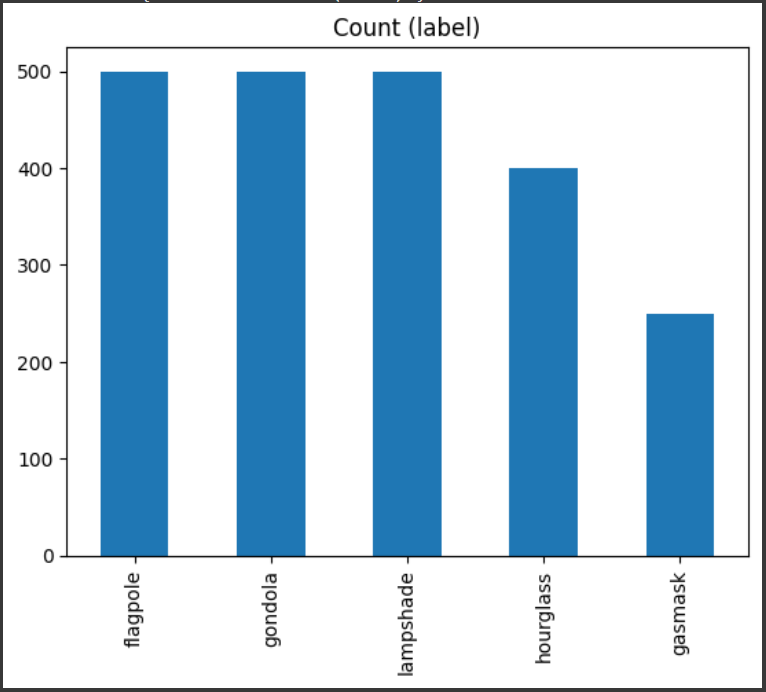 Count (label)
500
400
300
200
100
0
flagpole
gondola
lampshade
hourglass
gasmask